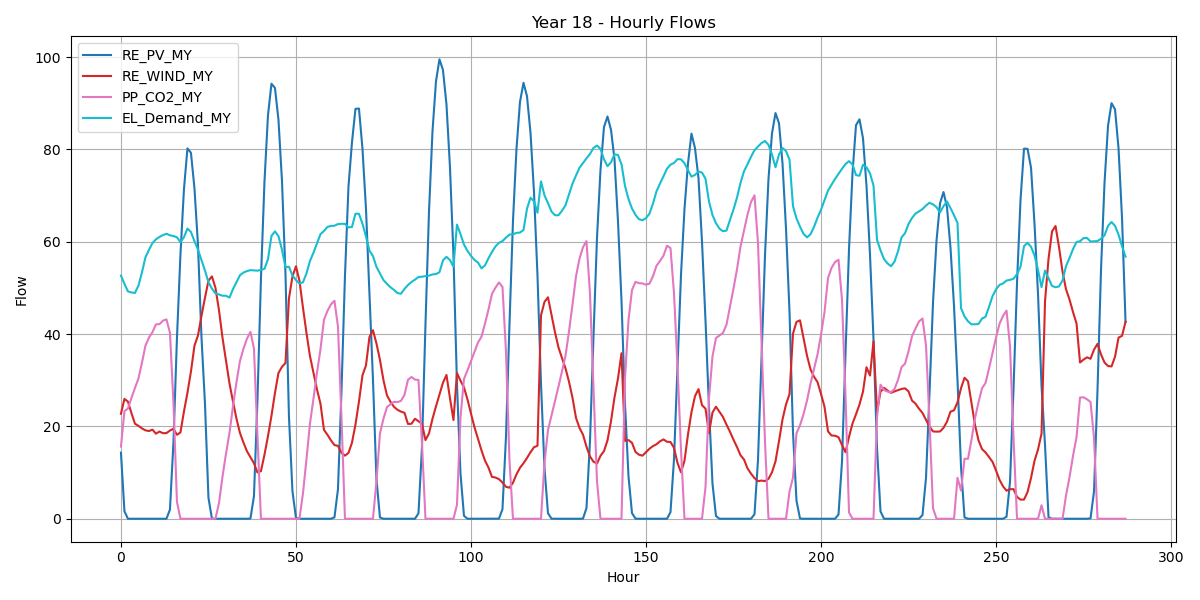 Year 18 - Hourly Flows
RE_PV_MY
RE_WIND_MY
PP_CO2_MY
EL_Demand_MY
100
80
60
40
20
0
Flow
0 50 100 150 200 250 300
Hour